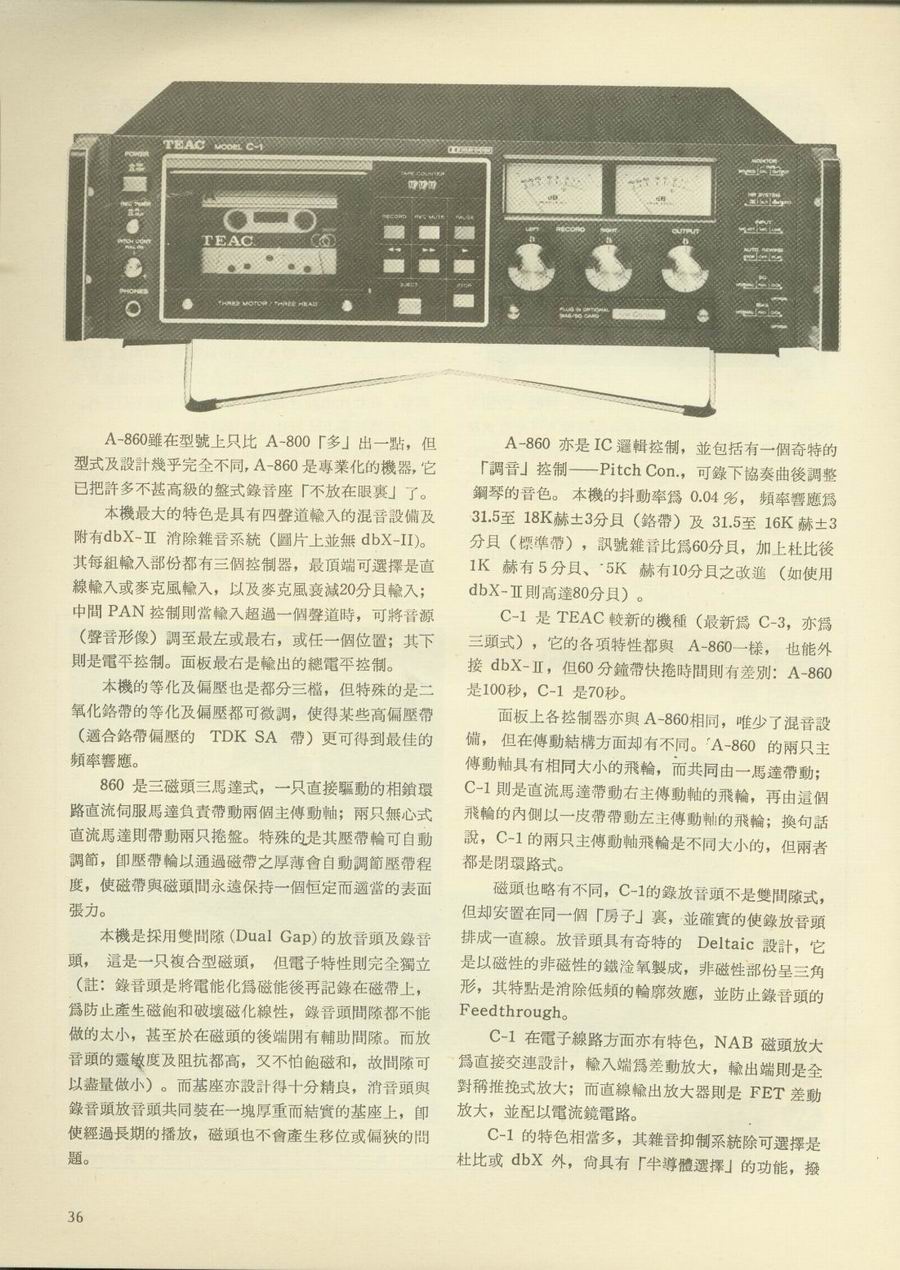 TEAC MODEL C-1
POWER
PITCH CONT
PHONES
TAPE COUNTER
RECORD REC MUTE PAUSE
EJECT STOP
TEAC
THREE MOTOR / THREE HEAD
dB dB
LEFT RECORD RIGHT OUTPUT
PLUG IN OPTIONAL
BIAS/EQ CARD
MONITOR
NR SYSTEM
INPUT
AUTO REWIND
EQ
BIAS
A-860雖在型號上只比 A-800「多」出一點，但
型式及設計幾乎完全不同，A-860 是專業化的機器，它
已把許多不甚高級的盤式錄音座「不放在眼裏」了。
本機最大的特色是具有四聲道輸入的混音設備及
附有dbX-Ⅱ 消除雜音系統（圖片上並無 dbX-II)。
其每組輸入部份都有三個控制器，最頂端可選擇是直
線輸入或麥克風輸入，以及麥克風衰減20分貝輸入；
中間 PAN 控制則當輸入超過一個聲道時，可將音源
（聲音形像）調至最左或最右，或任一個位置；其下
則是電平控制。面板最右是輸出的總電平控制。
本機的等化及偏壓也是都分三檔，但特殊的是二
氧化鉻帶的等化及偏壓都可微調，使得某些高偏壓帶
（適合鉻帶偏壓的 TDK SA 帶）更可得到最佳的
頻率響應。
860 是三磁頭三馬達式，一只直接驅動的相鎖環
路直流伺服馬達負責帶動兩個主傳動軸；兩只無心式
直流馬達則帶動兩只捲盤。特殊的是其壓帶輪可自動
調節，卽壓帶輪以通過磁帶之厚薄會自動調節壓帶程
度，使磁帶與磁頭間永遠保持一個恒定而適當的表面
張力。
本機是採用雙間隙 (Dual Gap) 的放音頭及錄音
頭， 這是一只複合型磁頭， 但電子特性則完全獨立
（註：錄音頭是將電能化爲磁能後再記錄在磁帶上，
爲防止產生磁飽和破壞磁化線性，錄音頭間隙都不能
做的太小，甚至於在磁頭的後端開有輔助間隙。而放
音頭的靈敏度及阻抗都高，又不怕飽磁和，故間隙可
以盡量做小）。而基座亦設計得十分精良，消音頭與
錄音頭放音頭共同裝在一塊厚重而結實的基座上，卽
使經過長期的播放，磁頭也不會產生移位或偏狹的問
題。
A-860 亦是 IC 邏輯控制，並包括有一個奇特的
「調音」控制——Pitch Con.，可錄下協奏曲後調整
鋼琴的音色。 本機的抖動率爲 0.04 %， 頻率響應爲
31.5至 18K赫±3分貝（鉻帶）及 31.5至 16K 赫±3
分貝（標準帶），訊號雜音比爲60分貝，加上杜比後
1K 赫有 5 分貝、5K 赫有10分貝之改進 （如使用
dbX-Ⅱ則高達80分貝）。
C-1 是 TEAC 較新的機種（最新爲 C-3，亦爲
三頭式），它的各項特性都與 A-860一樣， 也能外
接 dbX-Ⅱ，但60 分鐘帶快捲時間則有差別：A-860
是100秒，C-1 是70秒。
面板上各控制器亦與 A-860相同，唯少了混音設
備， 但在傳動結構方面却有不同。A-860 的兩只主
傳動軸具有相同大小的飛輪，而共同由一馬達帶動；
C-1 則是直流馬達帶動右主傳動軸的飛輪，再由這個
飛輪的內側以一皮帶帶動左主傳動軸的飛輪；換句話
說，C-1 的兩只主傳動軸飛輪是不同大小的，但兩者
都是閉環路式。
磁頭也略有不同，C-1的錄放音頭不是雙間隙式，
但却安置在同一個「房子」裏，並確實的使錄放音頭
排成一直線。放音頭具有奇特的 Deltaic 設計，它
是以磁性的非磁性的鐵淦氧製成，非磁性部份呈三角
形，其特點是消除低頻的輪廓效應，並防止錄音頭的
Feedthrough。
C-1 在電子線路方面亦有特色，NAB 磁頭放大
爲直接交連設計，輸入端爲差動放大，輸出端則是全
對稱推挽式放大；而直線輸出放大器則是 FET 差動
放大，並配以電流鏡電路。
C-1 的特色相當多，其雜音抑制系統除可選擇是
杜比或 dbX 外，尙具有「半導體選擇」的功能，撥
36